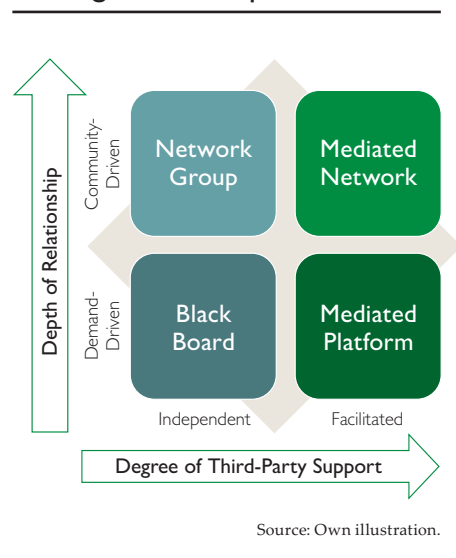 Depth of Relationship
Community-
Driven
Network
Group
Mediated
Network
Demand-
Driven
Black
Board
Mediated
Platform
Independent
Facilitated
Degree of Third-Party Support
Source: Own illustration.